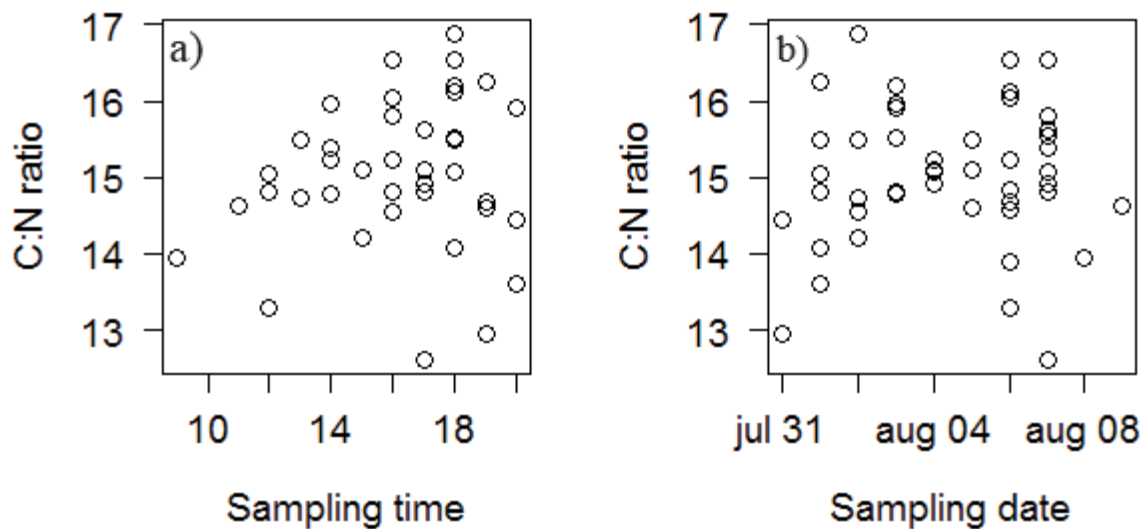 a)
C:N ratio
17
16
15
14
13
10 14 18
Sampling time
b)
C:N ratio
17
16
15
14
13
jul 31 aug 04 aug 08
Sampling date